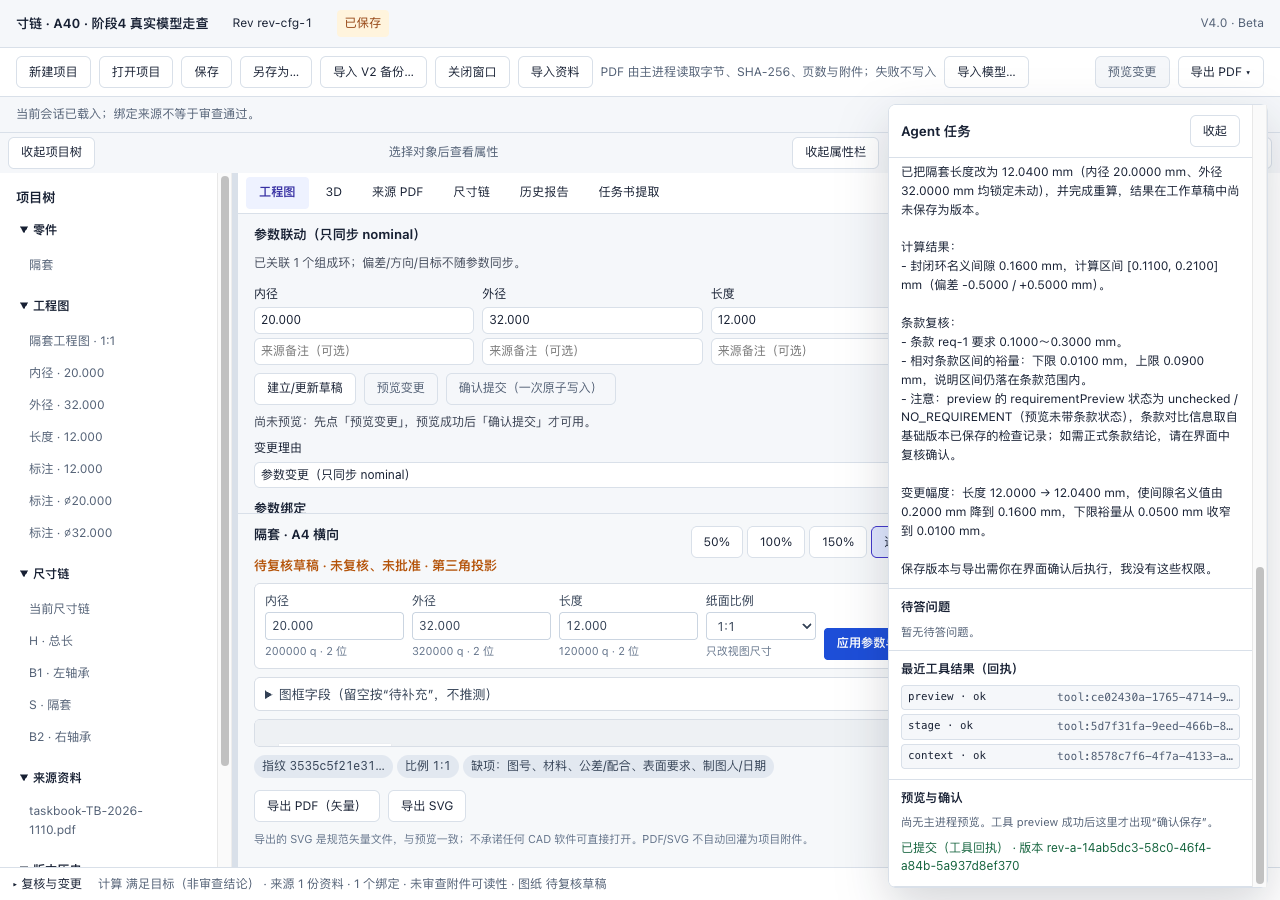 寸链 · A40 · 阶段4 真实模型走查 Rev rev-cfg-1 已保存 V4.0 · Beta
新建项目 打开项目 保存 另存为… 导入 V2 备份… 关闭窗口 导入资料 PDF 由主进程读取字节、SHA-256、页数与附件；失败不写入 导入模型… 预览变更 导出 PDF ▾
当前会话已载入；绑定来源不等于审查通过。
收起项目树 选择对象后查看属性 收起属性栏
项目树
▼ 零件
隔套
▼ 工程图
隔套工程图 · 1:1
内径 · 20.000
外径 · 32.000
长度 · 12.000
标注 · 12.000
标注 · ⌀20.000
标注 · ⌀32.000
▼ 尺寸链
当前尺寸链
H · 总长
B1 · 左轴承
S · 隔套
B2 · 右轴承
▼ 来源资料
taskbook-TB-2026-
1110.pdf
工程图 3D 来源 PDF 尺寸链 历史报告 任务书提取
参数联动（只同步 nominal）
已关联 1 个组成环；偏差/方向/目标不随参数同步。
内径 外径 长度
20.000 32.000 12.000
来源备注（可选） 来源备注（可选） 来源备注（可选）
建立/更新草稿 预览变更 确认提交（一次原子写入）
尚未预览：先点「预览变更」，预览成功后「确认提交」才可用。
变更理由
参数变更（只同步 nominal）
参数绑定
隔套 · A4 横向 50% 100% 150%
待复核草稿 · 未复核、未批准 · 第三角投影
内径 外径 长度 纸面比例
20.000 32.000 12.000 1:1 应用参数
200000 q · 2 位 320000 q · 2 位 120000 q · 2 位 只改视图尺寸
▶ 图框字段（留空按“待补充”，不推测）
指纹 3535c5f21e31… 比例 1:1 缺项：图号、材料、公差/配合、表面要求、制图人/日期
导出 PDF（矢量） 导出 SVG
导出的 SVG 是规范矢量文件，与预览一致；不承诺任何 CAD 软件可直接打开。PDF/SVG 不自动回灌为项目附件。
Agent 任务 收起
已把隔套长度改为 12.0400 mm（内径 20.0000 mm、外径
32.0000 mm 均锁定未动），并完成重算，结果在工作草稿中尚
未保存为版本。
计算结果：
- 封闭环名义间隙 0.1600 mm，计算区间 [0.1100, 0.2100]
mm（偏差 -0.5000 / +0.5000 mm）。
条款复核：
- 条款 req-1 要求 0.1000～0.3000 mm。
- 相对条款区间的裕量：下限 0.0100 mm，上限 0.0900
mm，说明区间仍落在条款范围内。
- 注意：preview 的 requirementPreview 状态为 unchecked /
NO_REQUIREMENT（预览未带条款状态），条款对比信息取自
基础版本已保存的检查记录；如需正式条款结论，请在界面中
复核确认。
变更幅度：长度 12.0000 → 12.0400 mm，使间隙名义值由
0.2000 mm 降到 0.1600 mm，下限裕量从 0.0500 mm 收窄
到 0.0100 mm。
保存版本与导出需你在界面确认后执行，我没有这些权限。
待答问题
暂无待答问题。
最近工具结果（回执）
preview · ok tool:ce02430a-1765-4714-9…
stage · ok tool:5d7f31fa-9eed-466b-8…
context · ok tool:8578c7f6-4f7a-4133-a…
预览与确认
尚无主进程预览。工具 preview 成功后这里才出现“确认保存”。
已提交（工具回执） · 版本 rev-a-14ab5dc3-58c0-46f4-
a84b-5a937d8ef370
▸ 复核与变更 计算 满足目标（非审查结论） · 来源 1 份资料 · 1 个绑定 · 未审查附件可读性 · 图纸 待复核草稿